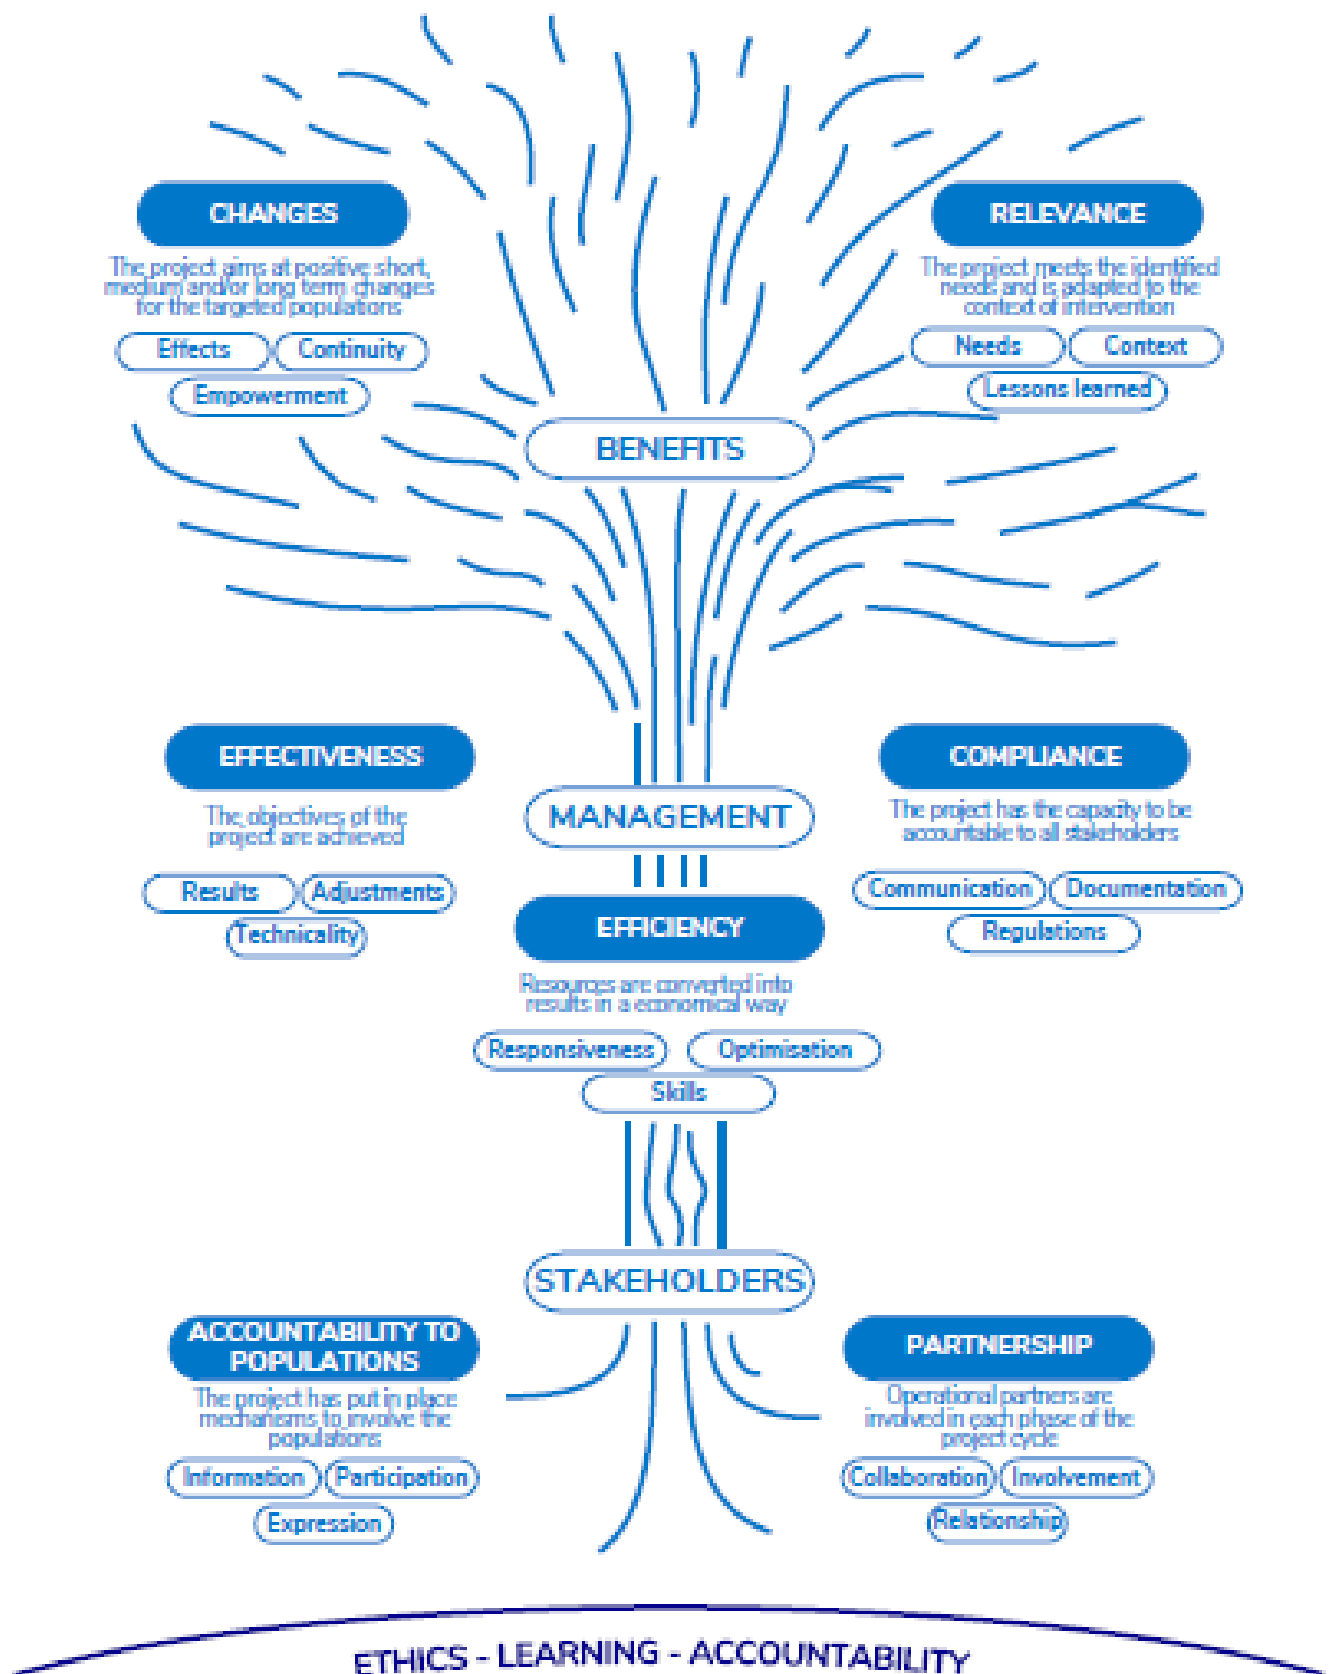 CHANGES
The project aims at positive short,
medium and/or long term changes
for the targeted populations
Effects
Continuity
Empowerment
RELEVANCE
The project meets the identified
needs and is adapted to the
context of intervention
Needs
Context
Lessons learned
BENEFITS
EFFECTIVENESS
The objectives of the
project are achieved
Results
Adjustments
Technicality
MANAGEMENT
COMPLIANCE
The project has the capacity to be
accountable to all stakeholders
Communication
Documentation
Regulations
EFFICIENCY
Resources are converted into
results in a economical way
Responsiveness
Optimisation
Skills
STAKEHOLDERS
ACCOUNTABILITY TO
POPULATIONS
The project has put in place
mechanisms to involve the
populations
Information
Participation
Expression
PARTNERSHIP
Operational partners are
involved in each phase of the
project cycle
Collaboration
Involvement
Relationship
ETHICS - LEARNING - ACCOUNTABILITY